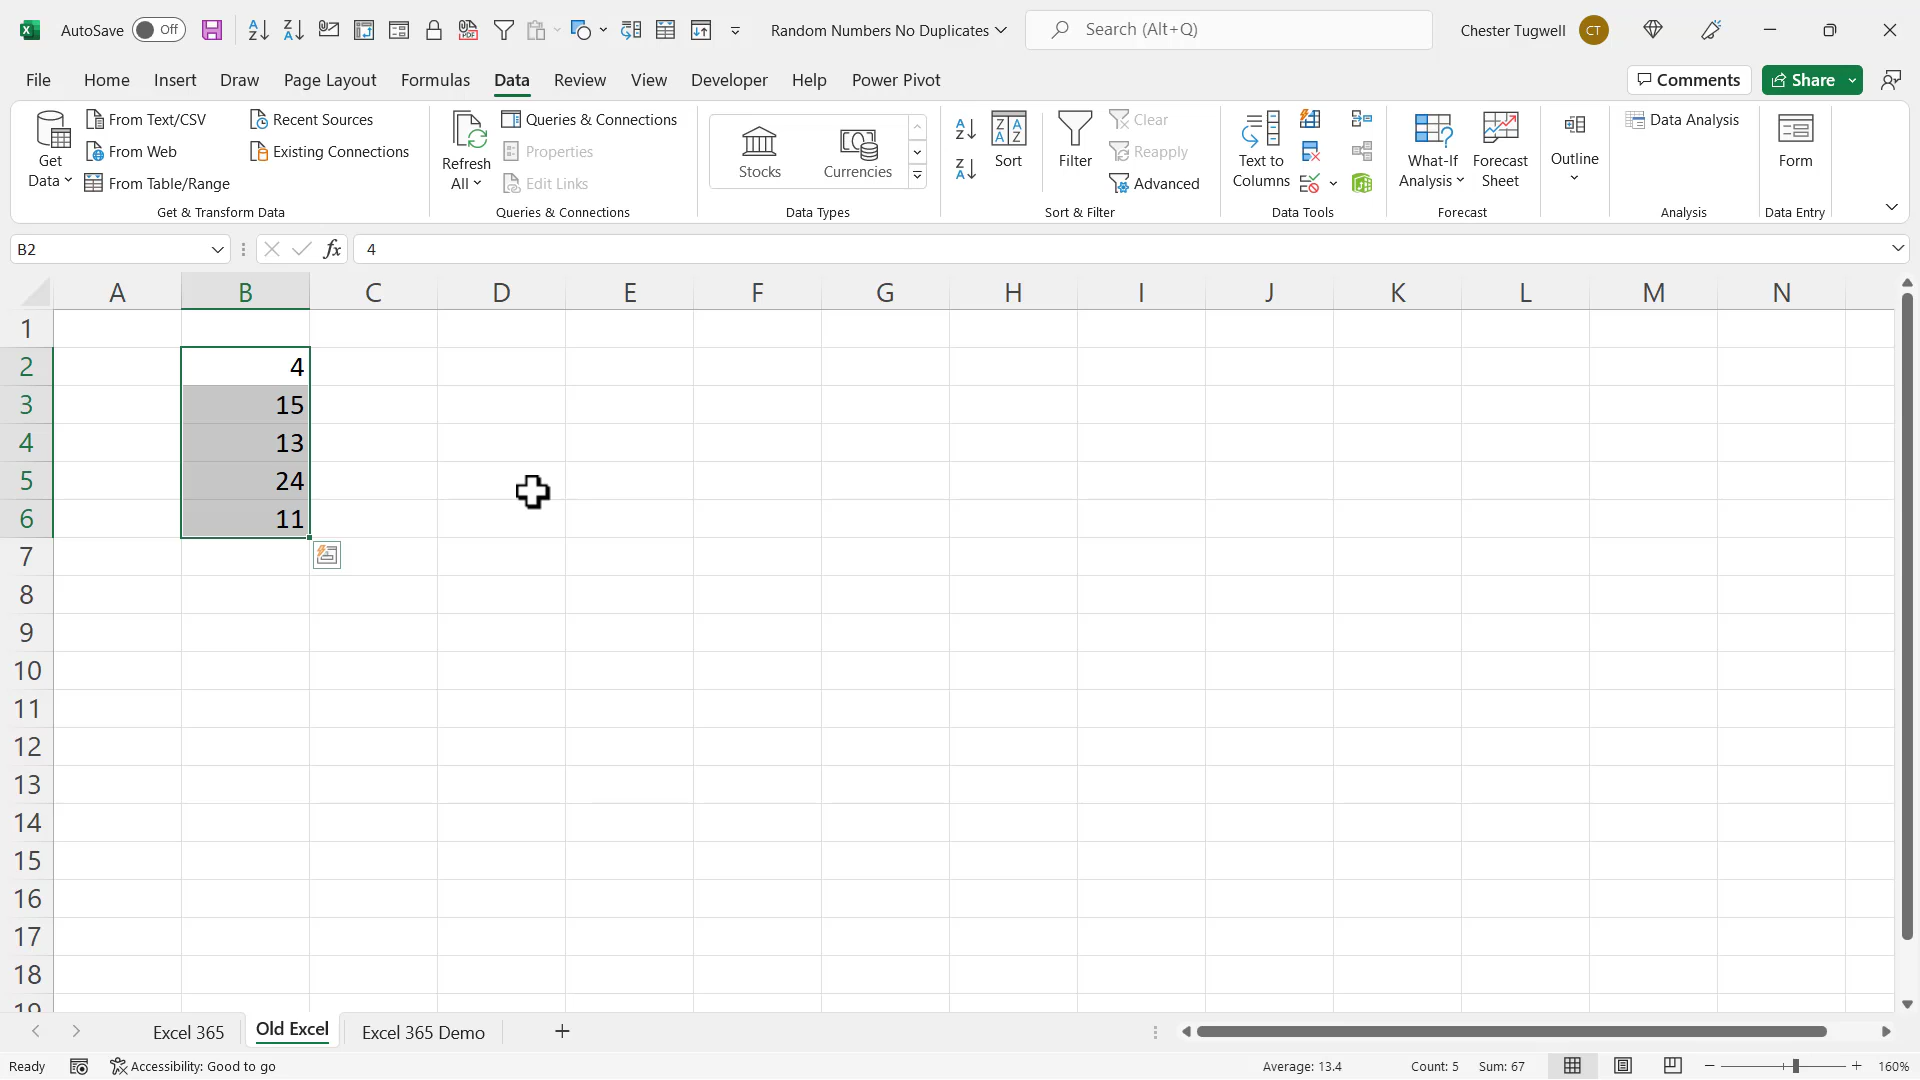 AutoSave Off Random Numbers No Duplicates Search (Alt+Q) Chester Tugwell CT
File Home Insert Draw Page Layout Formulas Data Review View Developer Help Power Pivot Comments Share
Get Data
From Text/CSV
From Web
From Table/Range
Recent Sources
Existing Connections
Get & Transform Data
Refresh All
Queries & Connections
Properties
Edit Links
Queries & Connections
Stocks
Currencies
Data Types
Sort
Filter
Clear
Reapply
Advanced
Sort & Filter
Text to Columns
Data Tools
What-If Analysis
Forecast Sheet
Forecast
Outline
Data Analysis
Analysis
Form
Data Entry
B2 fx 4
A B C D E F G H I J K L M N
1
2 4
3 15
4 13
5 24
6 11
7
8
9
10
11
12
13
14
15
16
17
18
19
Excel 365 Old Excel Excel 365 Demo
Ready Accessibility: Good to go Average: 13.4 Count: 5 Sum: 67 160%